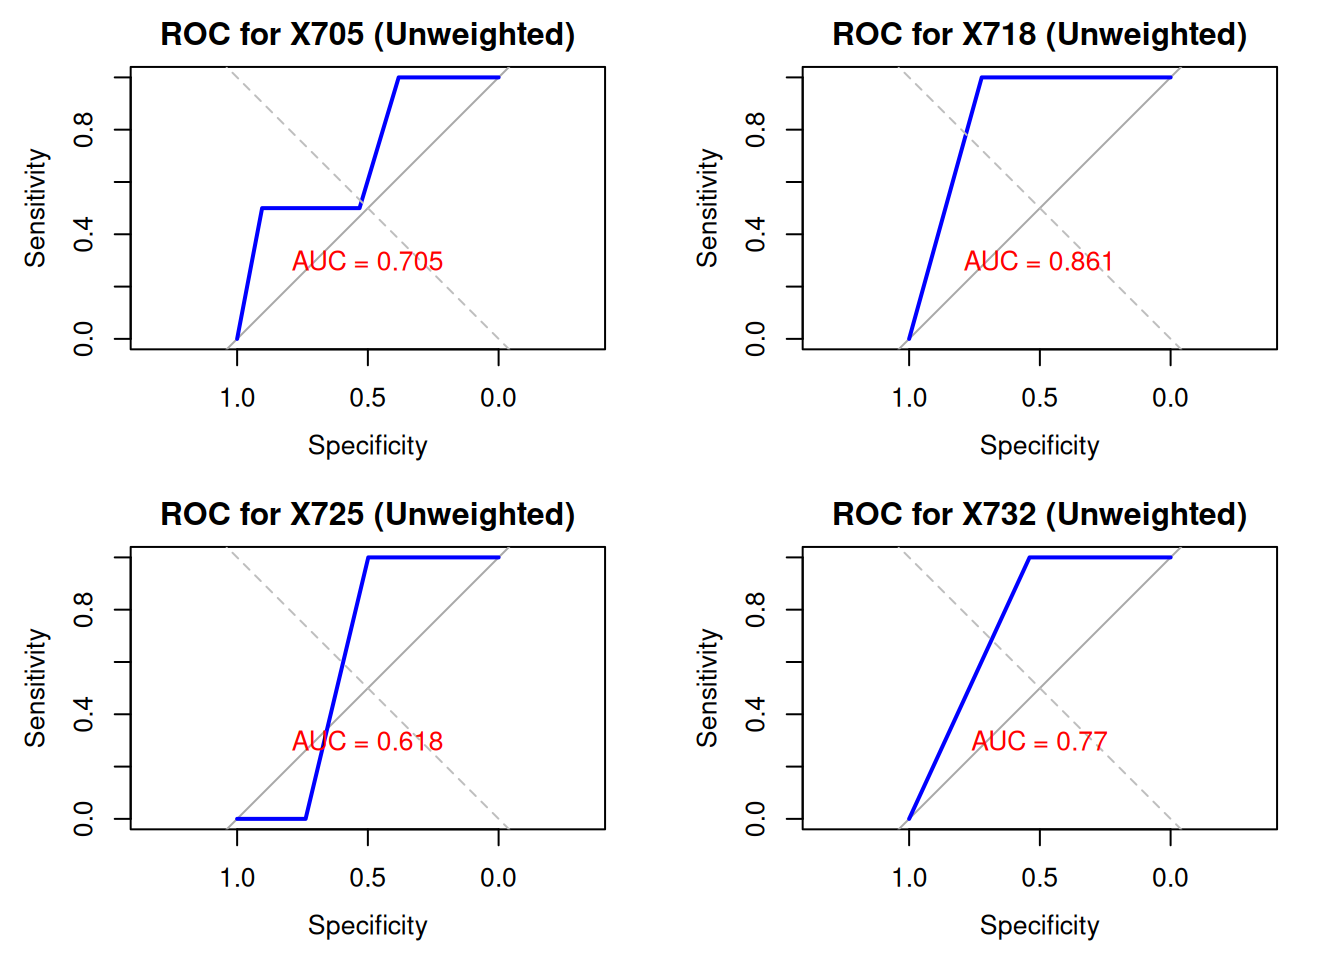 ROC for X705 (Unweighted)
Sensitivity
0.8
0.4
0.0
AUC = 0.705
1.0 0.5 0.0
Specificity
ROC for X718 (Unweighted)
Sensitivity
0.8
0.4
0.0
AUC = 0.861
1.0 0.5 0.0
Specificity
ROC for X725 (Unweighted)
Sensitivity
0.8
0.4
0.0
AUC = 0.618
1.0 0.5 0.0
Specificity
ROC for X732 (Unweighted)
Sensitivity
0.8
0.4
0.0
AUC = 0.77
1.0 0.5 0.0
Specificity